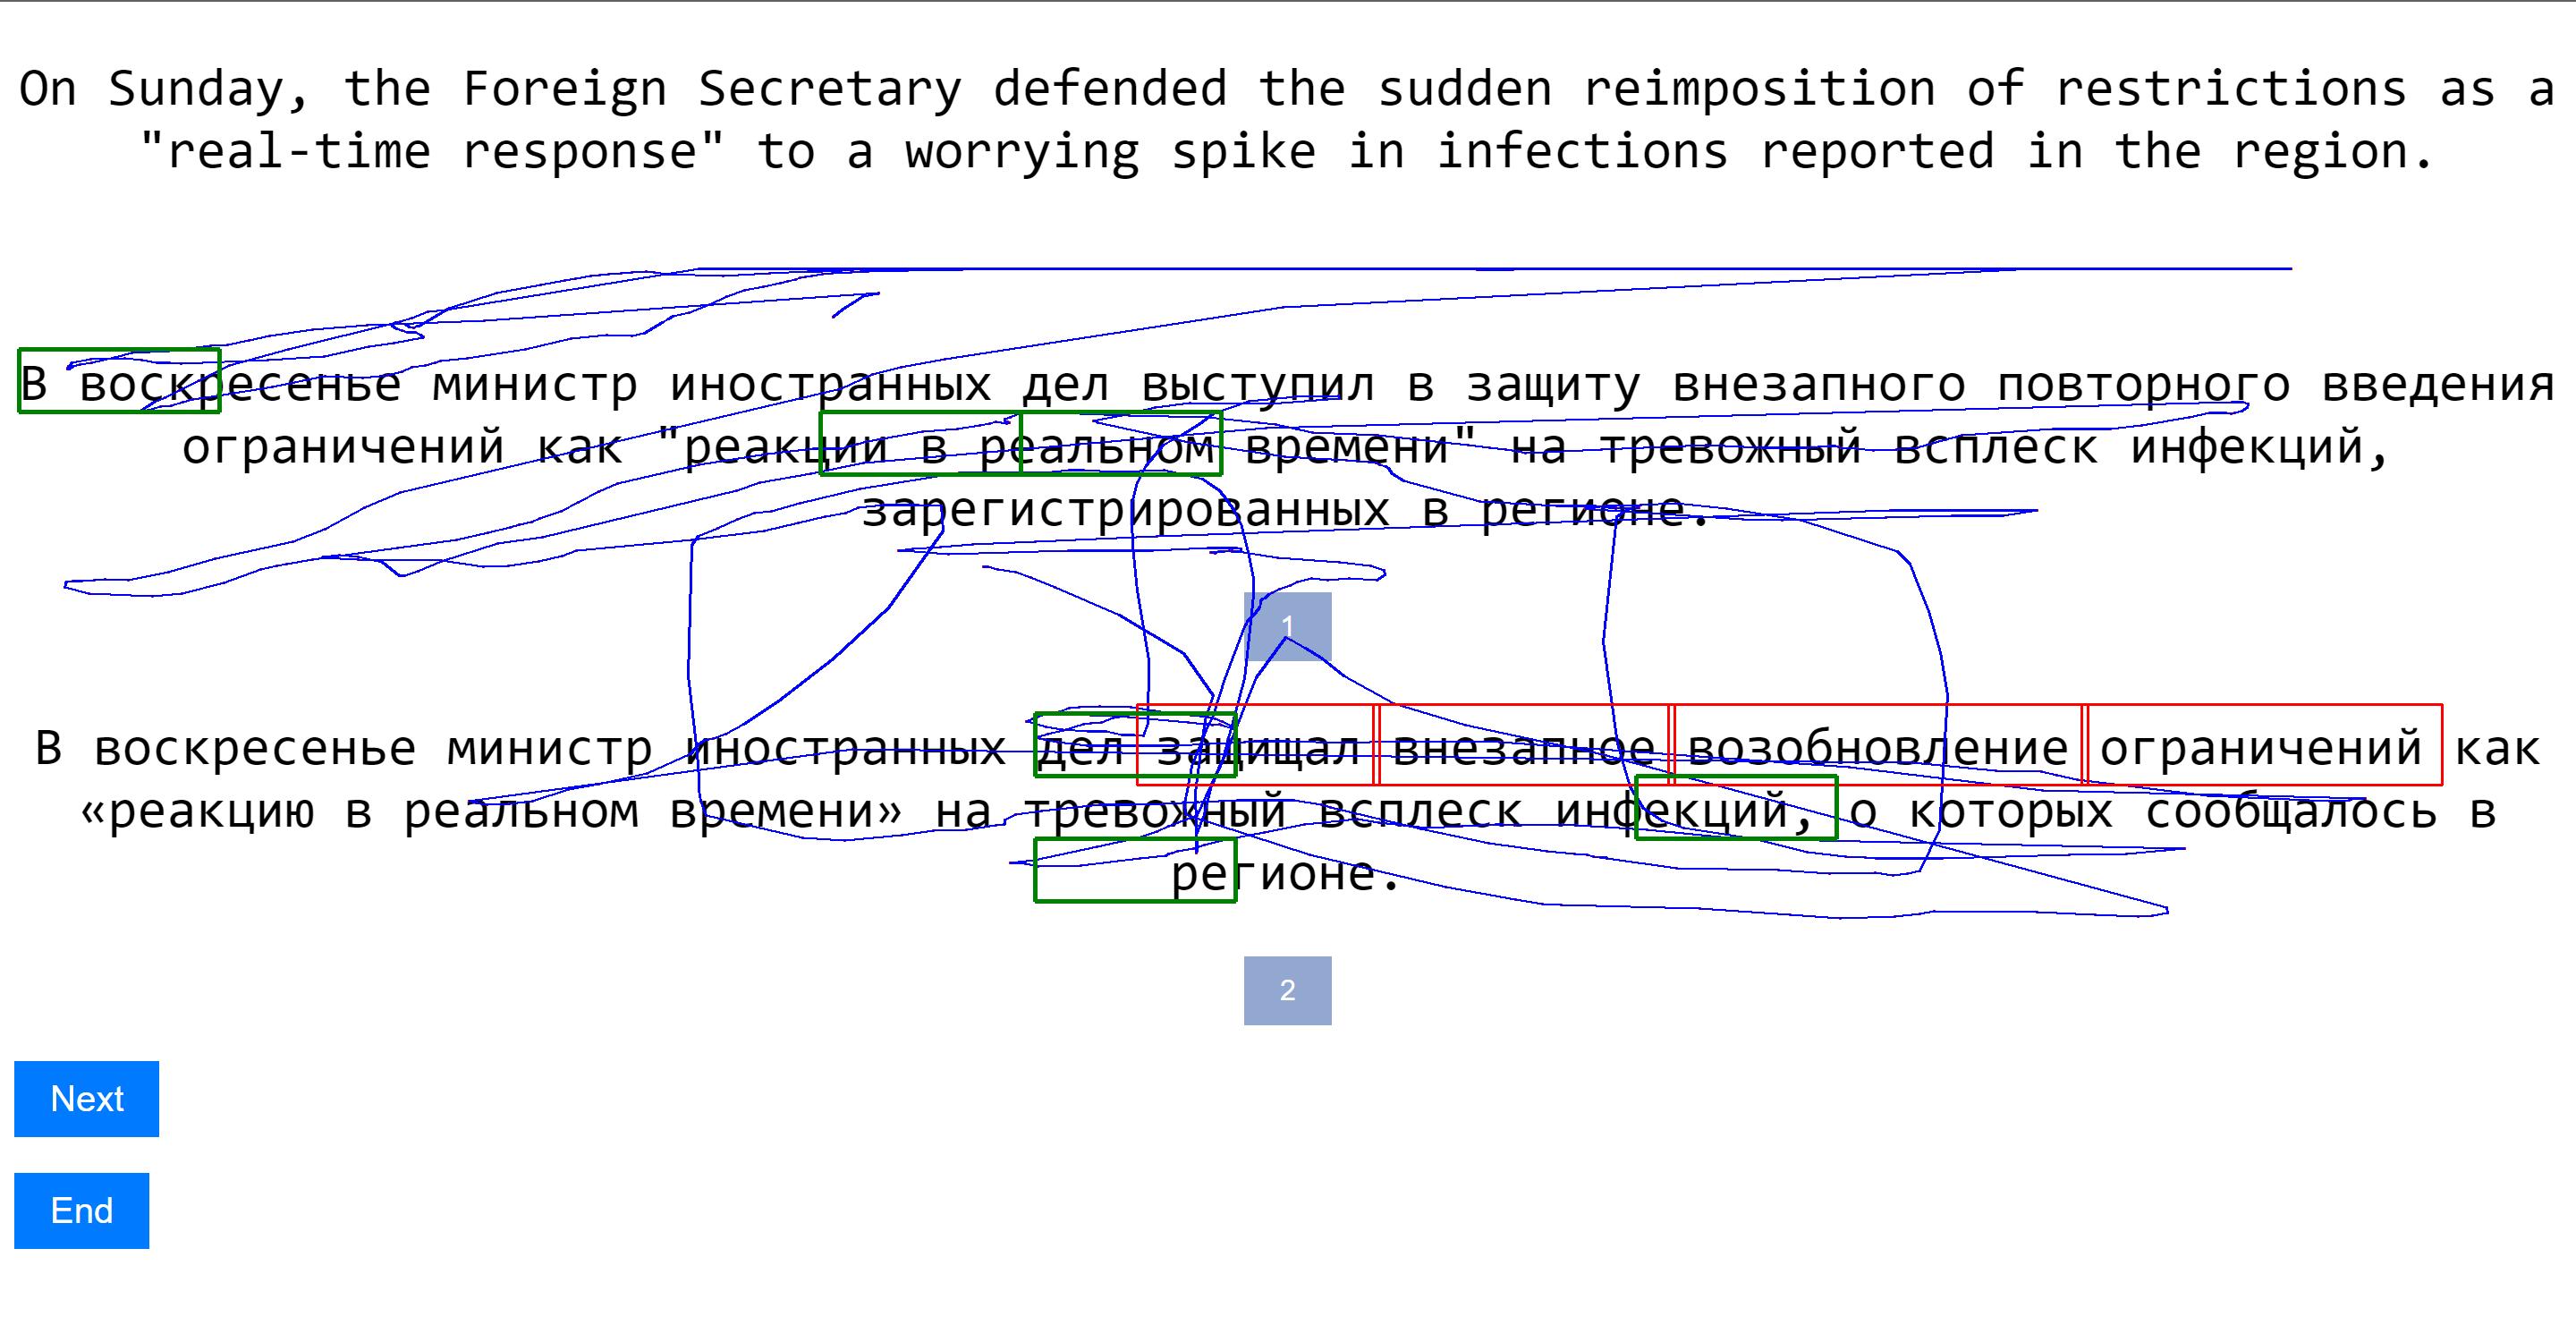 On Sunday, the Foreign Secretary defended the sudden reimposition of restrictions as a
"real-time response" to a worrying spike in infections reported in the region.
В воскресенье министр иностранных дел выступил в защиту внезапного повторного введения
ограничений как "реакции в реальном времени" на тревожный всплеск инфекций,
зарегистрированных в регионе.
1
В воскресенье министр иностранных дел защищал внезапное возобновление ограничений как
«реакцию в реальном времени» на тревожный всплеск инфекций, о которых сообщалось в
регионе.
2
Next
End